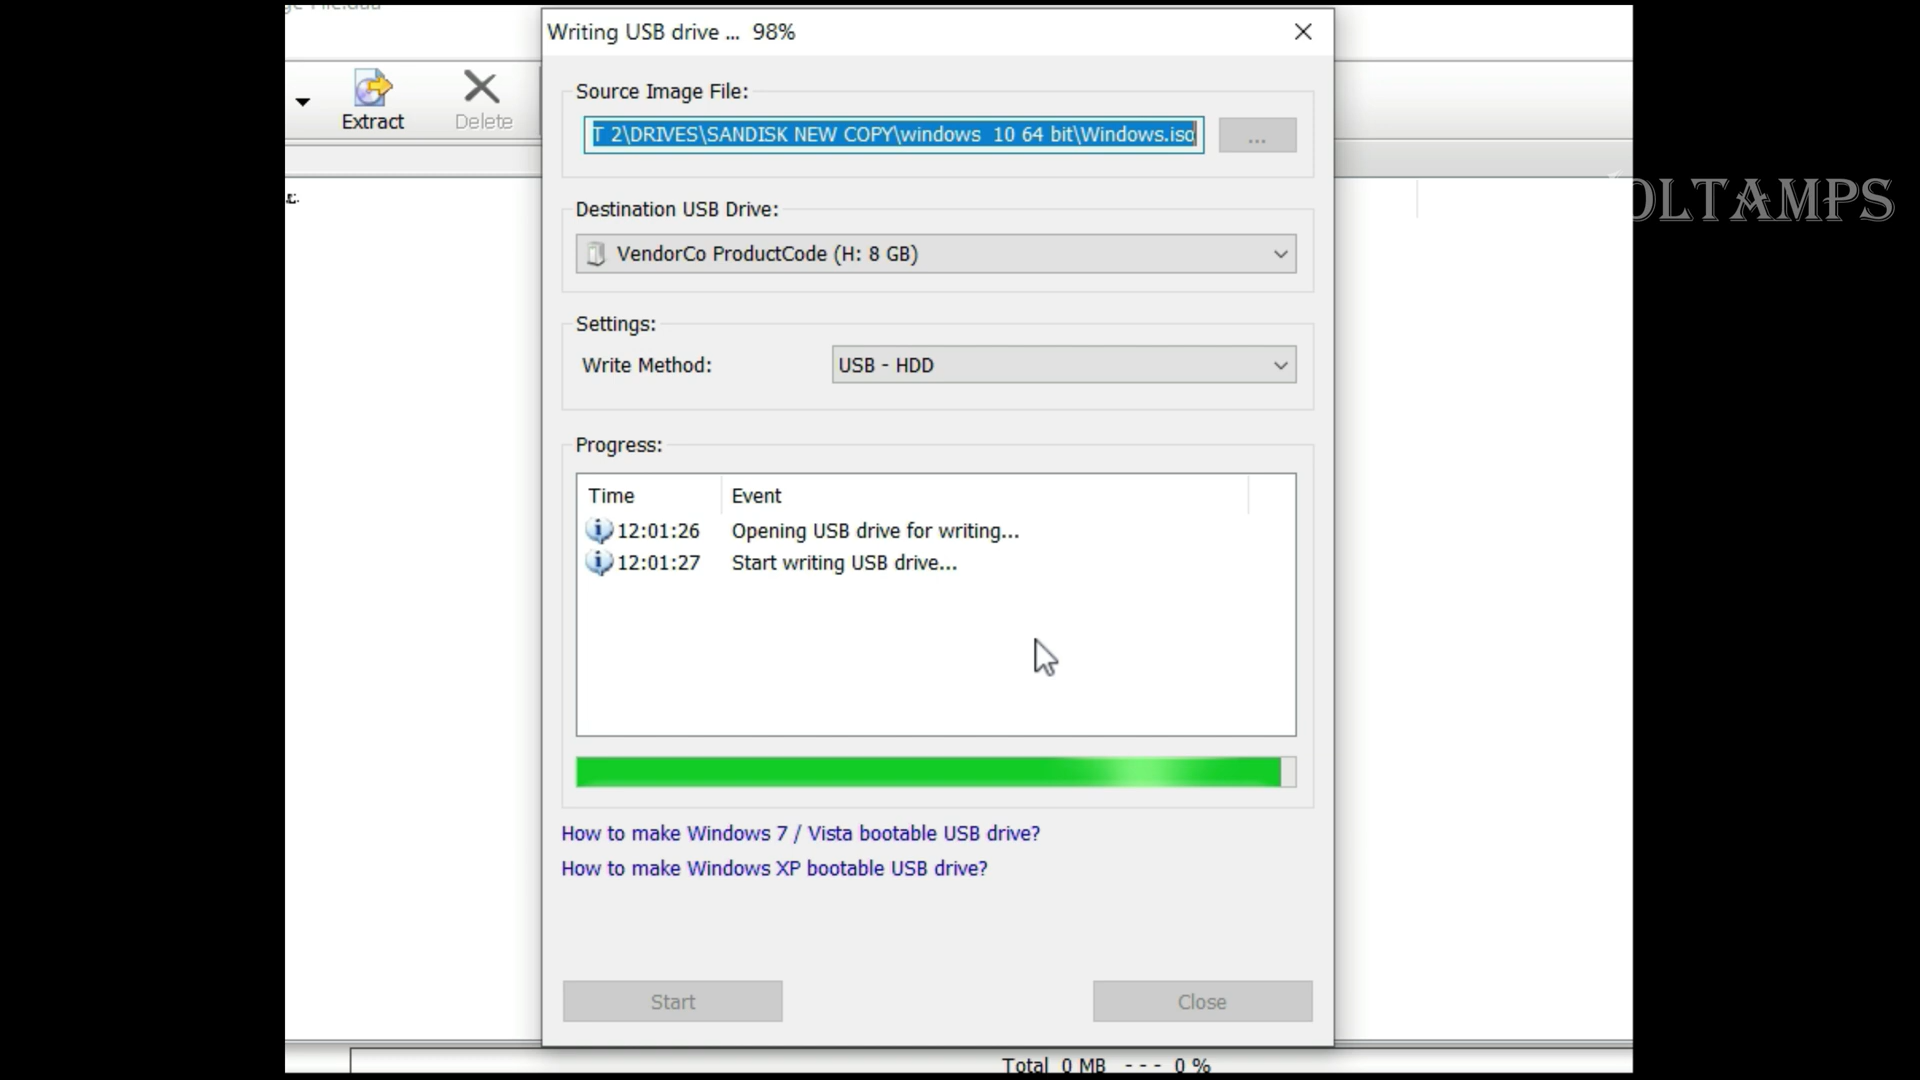 Writing USB drive ... 98%
Extract
Delete
Source Image File:
T 2\DRIVES\SANDISK NEW COPY\windows 10 64 bit\Windows.iso
...
OLTAMPS
Destination USB Drive:
VendorCo ProductCode (H: 8 GB)
Settings:
Write Method:
USB - HDD
Progress:
Time Event
12:01:26 Opening USB drive for writing...
12:01:27 Start writing USB drive...
How to make Windows 7 / Vista bootable USB drive?
How to make Windows XP bootable USB drive?
Start
Close
Total 0 MB - - - 0 %